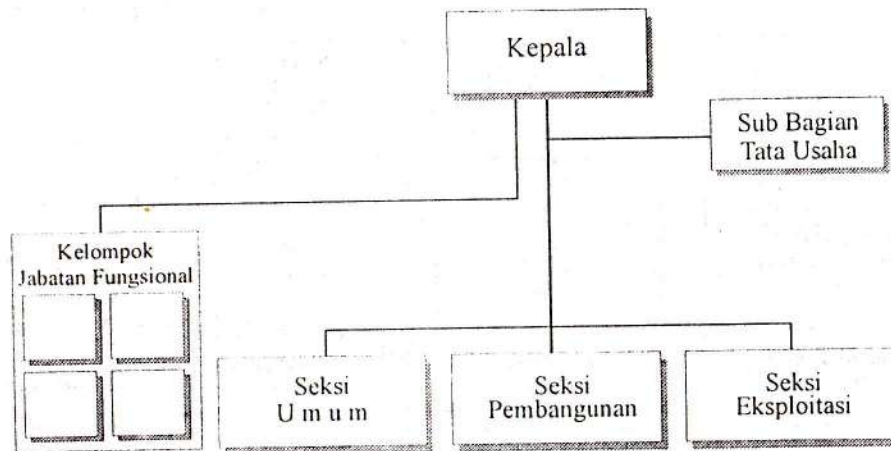 Kepala
Sub Bagian
Tata Usaha
Kelompok
Jabatan Fungsional
Seksi
U m u m
Seksi
Pembangunan
Seksi
Eksploitasi